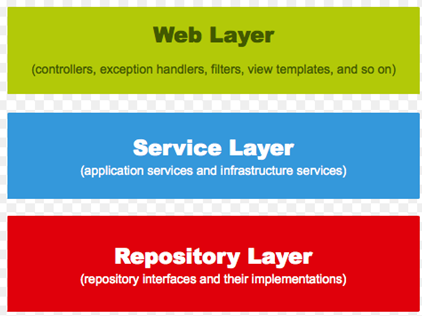 Web Layer
(controllers, exception handlers, filters, view templates, and so on)
Service Layer
(application services and infrastructure services)
Repository Layer
(repository interfaces and their implementations)